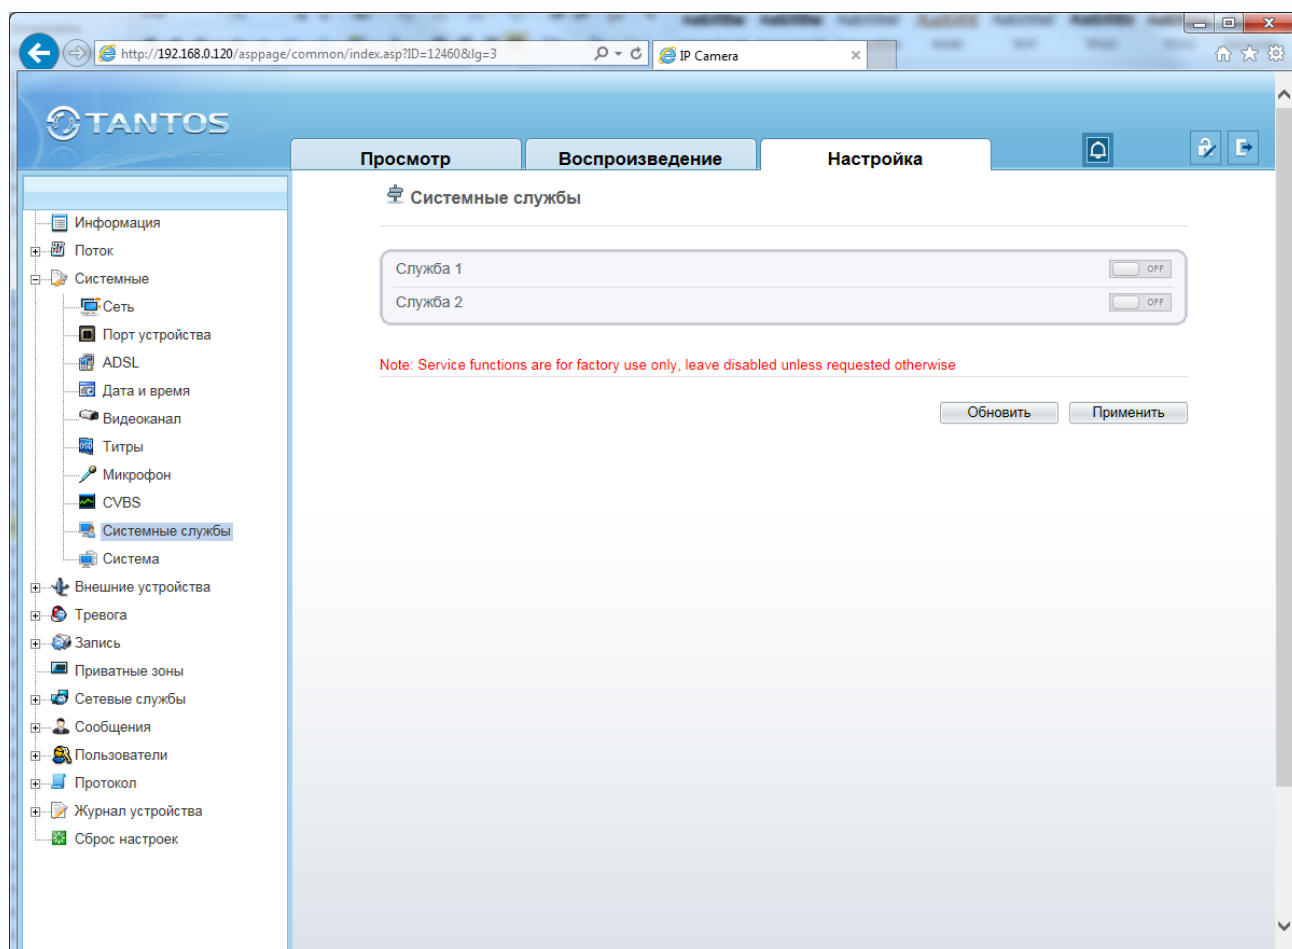 http://192.168.0.120/asppage/common/index.asp?ID=12460&lg=3
IP Camera
TANTOS
Просмотр
Воспроизведение
Настройка
Информация
Поток
Системные
Сеть
Порт устройства
ADSL
Дата и время
Видеоканал
OSD
Титры
Микрофон
CVBS
Системные службы
Система
Внешние устройства
Тревога
Запись
Приватные зоны
Сетевые службы
Сообщения
Пользователи
Протокол
Журнал устройства
Сброс настроек
Системные службы
Служба 1
OFF
Служба 2
OFF
Note: Service functions are for factory use only, leave disabled unless requested otherwise
Обновить
Применить